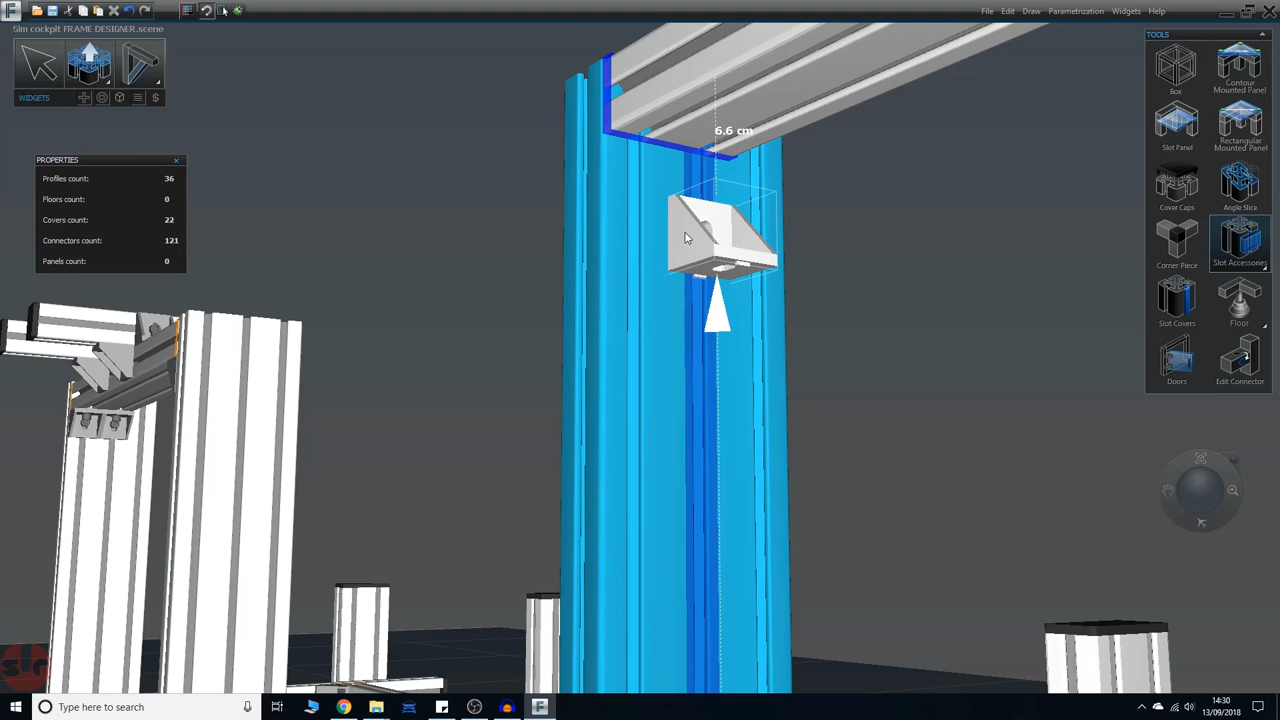 File Edit Draw Parametrization Widgets Help
Sim cockpit FRAME DESIGNER.scene
WIDGETS
$
PROPERTIES
Profiles count: 36
Floors count: 0
Covers count: 22
Connectors count: 121
Panels count: 0
6.6 cm
TOOLS
Box
Contour Mounted Panel
Slot Panel
Rectangular Mounted Panel
Cover Caps
Angle Slice
Corner Piece
Slot Accessories
Slot Covers
Floor
Doors
Edit Connector
slr
Type here to search
14:30
13/09/2018